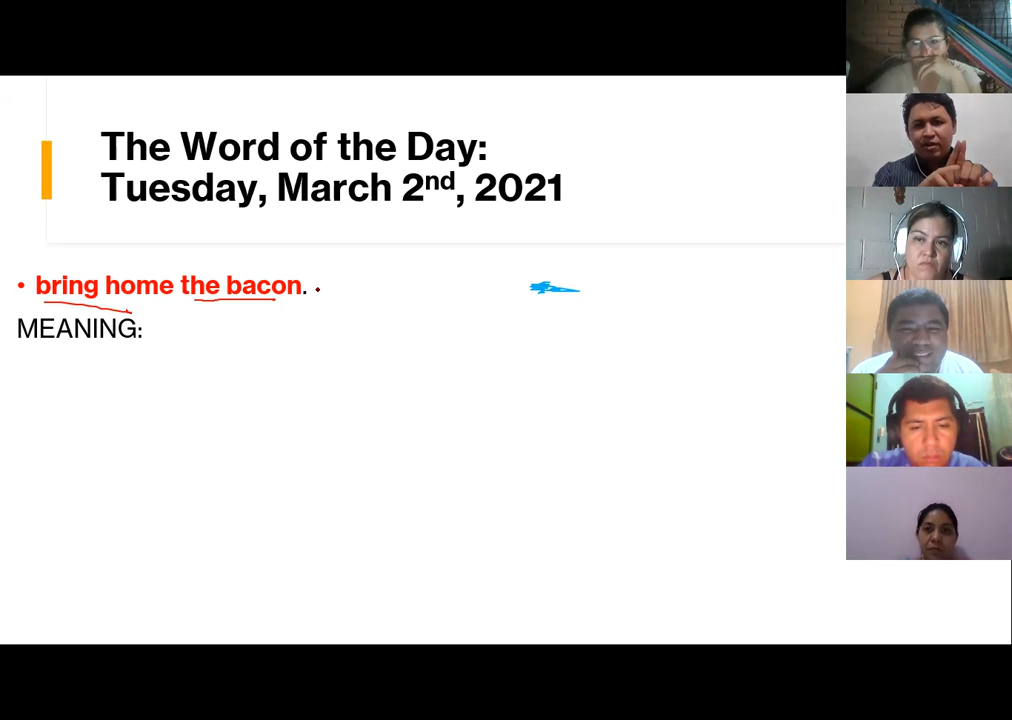 The Word of the Day:
Tuesday, March 2nd, 2021
• bring home the bacon.
MEANING: